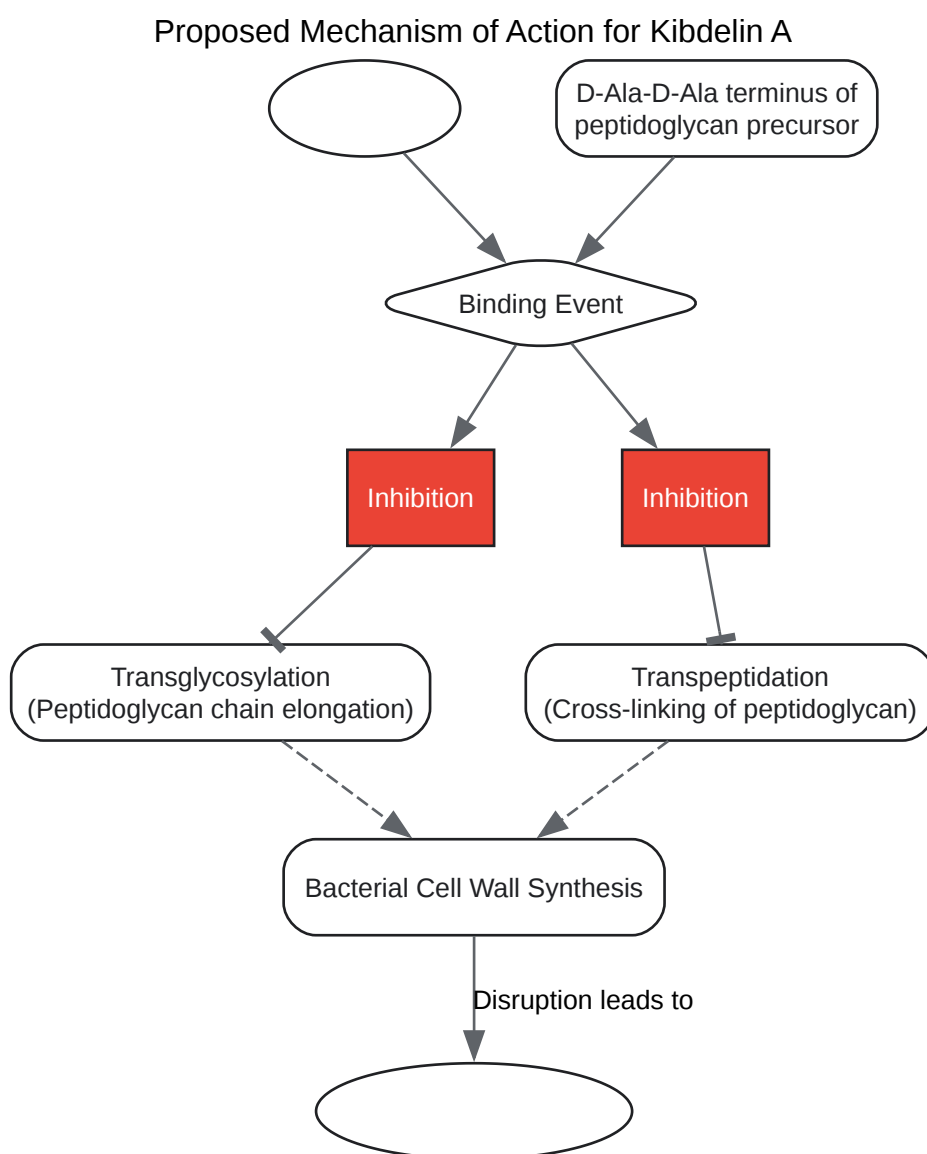 Proposed Mechanism of Action for Kibdelin A
D-Ala-D-Ala terminus of
peptidoglycan precursor
Binding Event
Inhibition
Inhibition
Transglycosylation
(Peptidoglycan chain elongation)
Transpeptidation
(Cross-linking of peptidoglycan)
Bacterial Cell Wall Synthesis
Disruption leads to